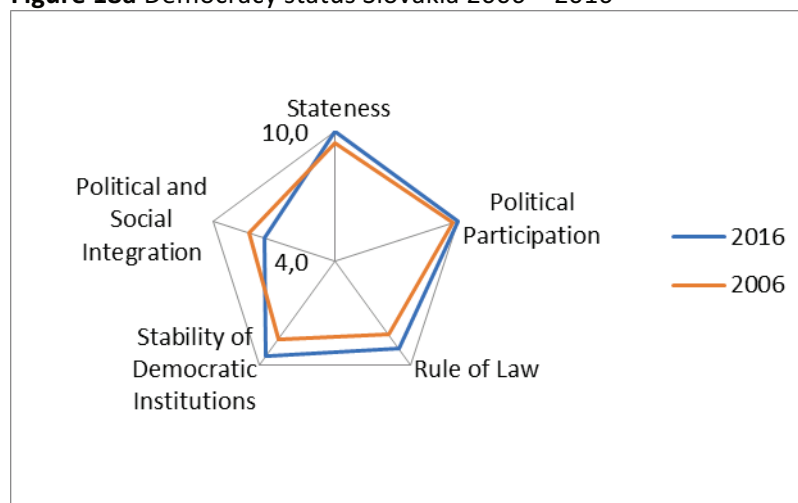 Figure Democracy status Slovakia 2006 – 2016
Stateness
10,0
Political and
Social
Integration
Political
Participation
2016
4,0
2006
Stability of
Democratic
Institutions
Rule of Law